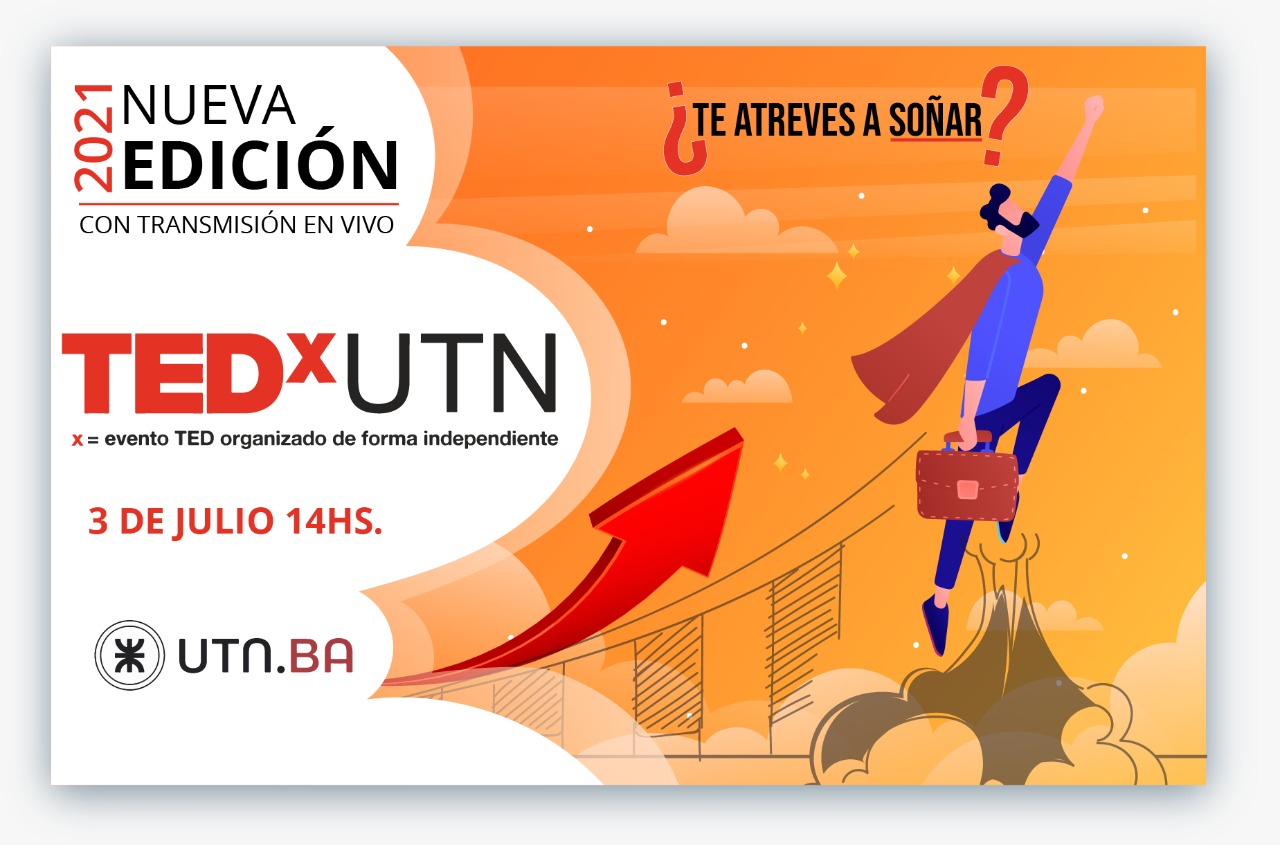 2021
NUEVA
EDICIÓN
CON TRANSMISIÓN EN VIVO
¿TE ATREVES A SOÑAR?
TEDxUTN
x = evento TED organizado de forma independiente
3 DE JULIO 14HS.
UTN.BA